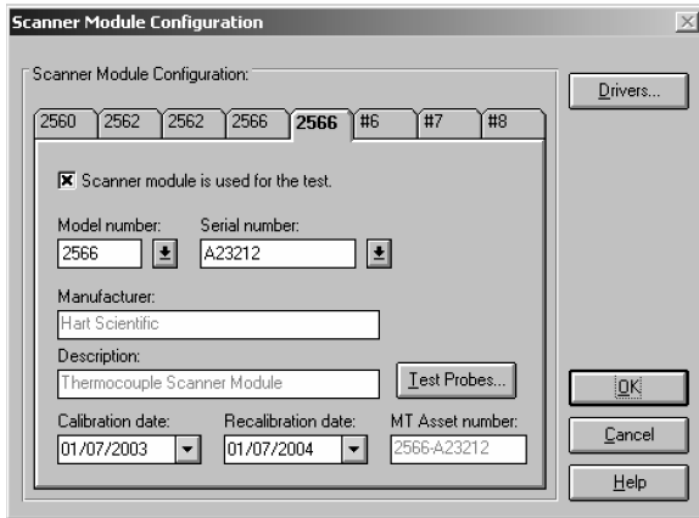 Scanner Module Configuration
Scanner Module Configuration:
Drivers...
2560 2562 2562 2566 2566 #6 #7 #8
Scanner module is used for the test.
Model number: Serial number:
2566 A23212
Manufacturer:
Hart Scientific
Description:
Thermocouple Scanner Module
Test Probes...
OK
Calibration date: Recalibration date: MT Asset number:
01/07/2003 01/07/2004 2566-A23212
Cancel
Help